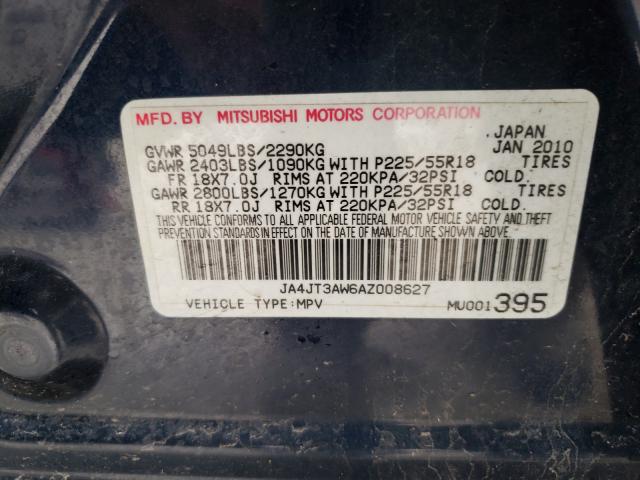 MFD. BY MITSUBISHI MOTORS CORPORATION
JAPAN
GVWR 5049LBS/2290KG JAN 2010
GAWR 2403LBS/1090KG WITH P225/55R18 TIRES
FR 18X7.0J RIMS AT 220KPA/32PSI COLD.
GAWR 2800LBS/1270KG WITH P225/55R18 TIRES
RR 18X7.0J RIMS AT 220KPA/32PSI COLD.
THIS VEHICLE CONFORMS TO ALL APPLICABLE FEDERAL MOTOR VEHICLE SAFETY AND THEFT
PREVENTION STANDARDS IN EFFECT ON THE DATE OF MANUFACTURE SHOWN ABOVE.
JA4JT3AW6AZ008627
VEHICLE TYPE:MPV MU001395